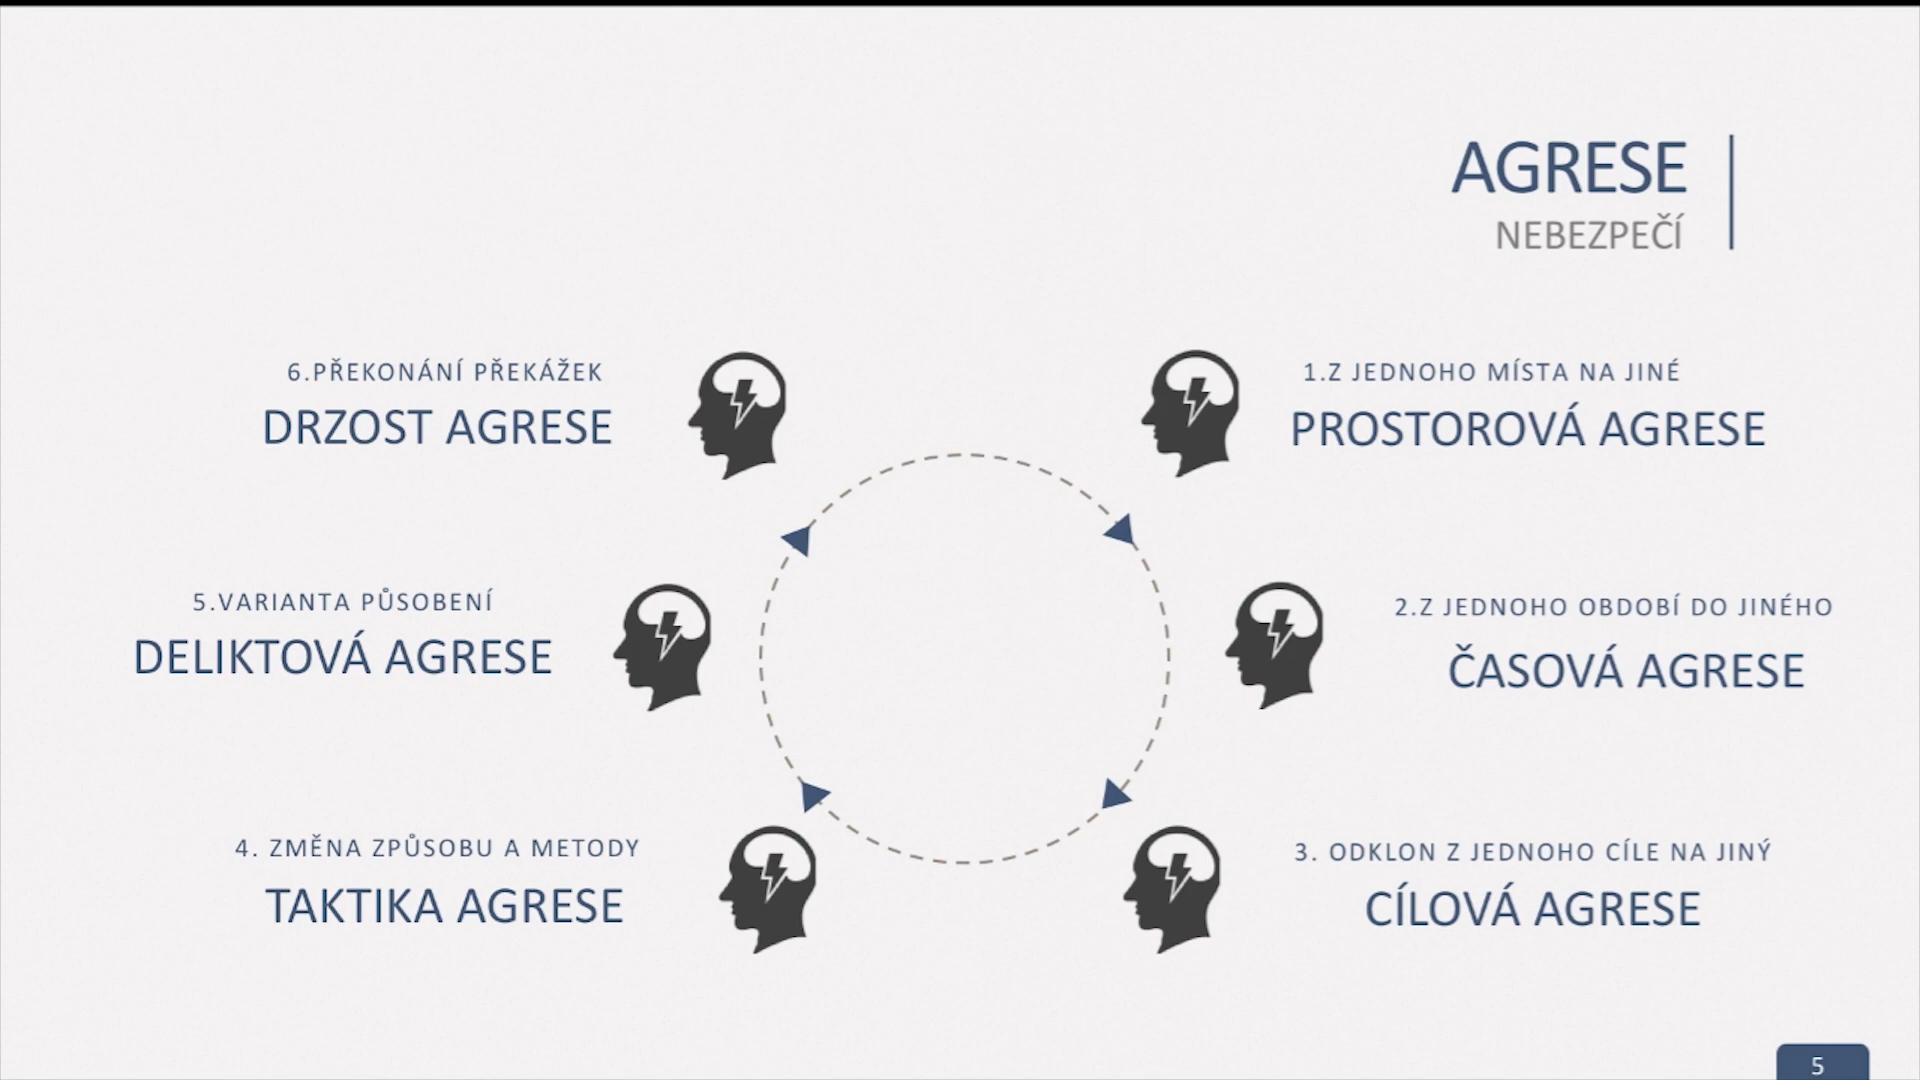 AGRESE
NEBEZPEČÍ
1.Z JEDNOHO MÍSTA NA JINÉ
PROSTOROVÁ AGRESE
2.Z JEDNOHO OBDOBÍ DO JINÉHO
ČASOVÁ AGRESE
3. ODKLON Z JEDNOHO CÍLE NA JINÝ
CÍLOVÁ AGRESE
4. ZMĚNA ZPŮSOBU A METODY
TAKTIKA AGRESE
5.VARIANTA PŮSOBENÍ
DELIKTOVÁ AGRESE
6.PŘEKONÁNÍ PŘEKÁŽEK
DRZOST AGRESE
5